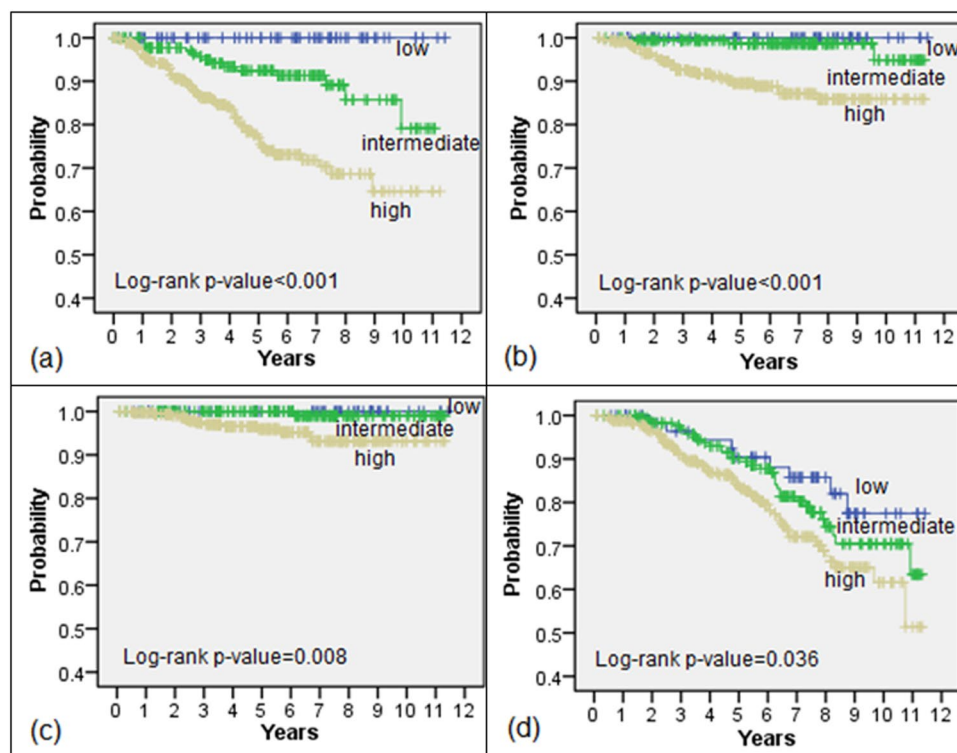 1.0
0.9
0.8
0.7
0.6
0.5
0.4
Probability
low
intermediate
high
Log-rank p-value<0.001
0 1 2 3 4 5 6 7 8 9 10 11 12
Years
(a)
1.0
0.9
0.8
0.7
0.6
0.5
0.4
Probability
low
intermediate
high
Log-rank p-value<0.001
0 1 2 3 4 5 6 7 8 9 10 11 12
Years
(b)
1.0
0.9
0.8
0.7
0.6
0.5
0.4
Probability
low
intermediate
high
Log-rank p-value=0.008
0 1 2 3 4 5 6 7 8 9 10 11 12
Years
(c)
1.0
0.9
0.8
0.7
0.6
0.5
0.4
Probability
low
intermediate
high
Log-rank p-value=0.036
0 1 2 3 4 5 6 7 8 9 10 11 12
Years
(d)